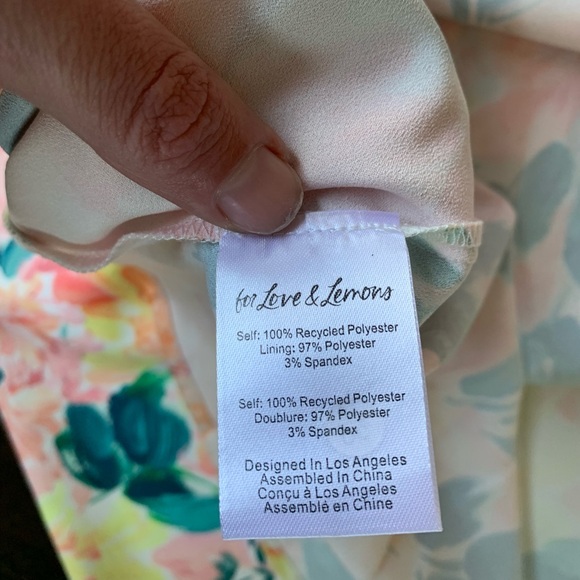 for Love & Lemons
Self: 100% Recycled Polyester
Lining: 97% Polyester
3% Spandex
Self: 100% Recycled Polyester
Doublure: 97% Polyester
3% Spandex
Designed In Los Angeles
Assembled In China
Conçu à Los Angeles
Assemblé en Chine